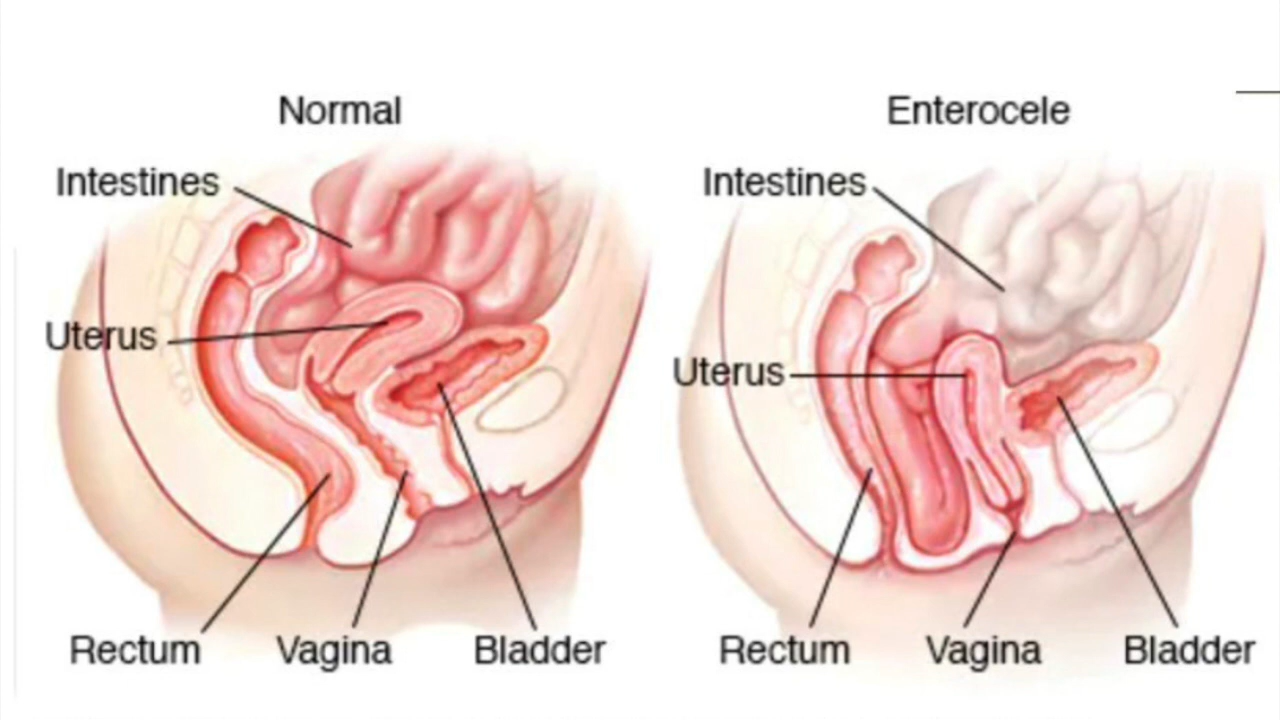 Normal
Intestines
Uterus
Rectum
Vagina
Bladder
Enterocele
Intestines
Uterus
Rectum
Vagina
Bladder